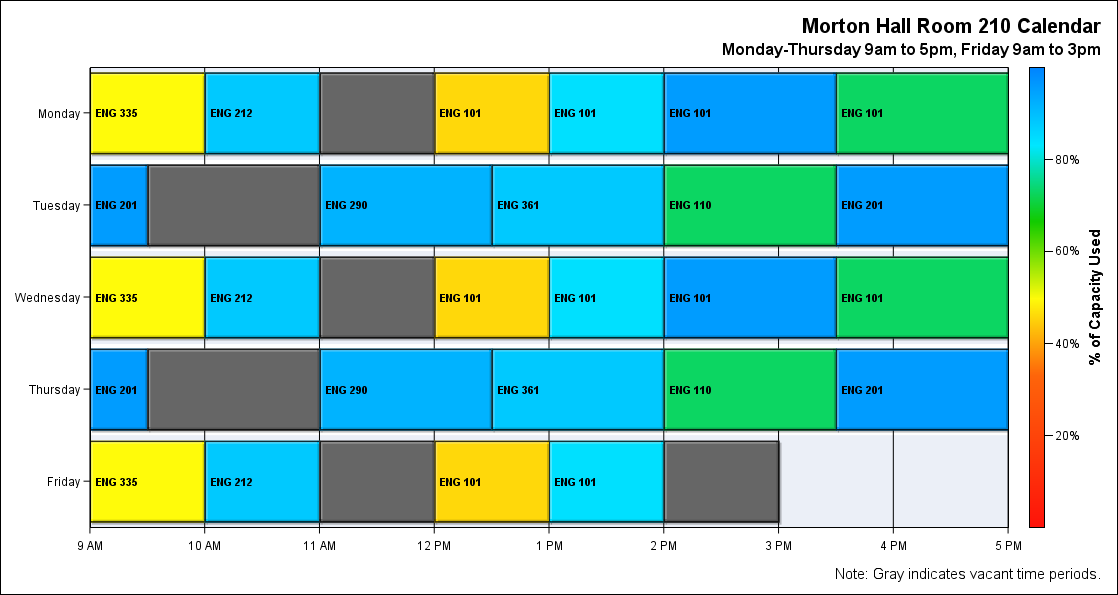 Morton Hall Room 210 Calendar
Monday-Thursday 9am to 5pm, Friday 9am to 3pm
Monday ENG 335 ENG 212 ENG 101 ENG 101 ENG 101 ENG 101
Tuesday ENG 201 ENG 290 ENG 361 ENG 110 ENG 201
Wednesday ENG 335 ENG 212 ENG 101 ENG 101 ENG 101 ENG 101
Thursday ENG 201 ENG 290 ENG 361 ENG 110 ENG 201
Friday ENG 335 ENG 212 ENG 101 ENG 101
9 AM 10 AM 11 AM 12 PM 1 PM 2 PM 3 PM 4 PM 5 PM
80%
60%
40%
20%
% of Capacity Used
Note: Gray indicates vacant time periods.